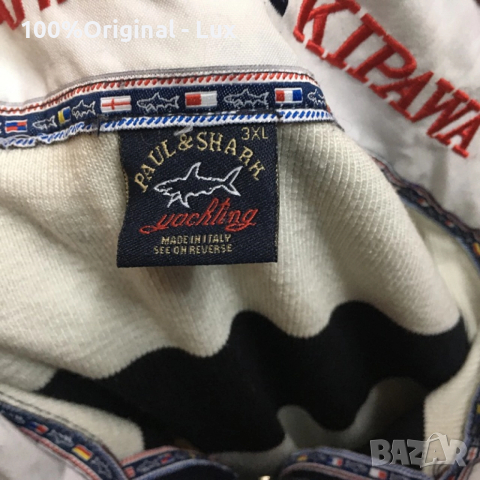 100%Original - Lux
KIPAWA
3XL
PAUL & SHARK
yachting
MADE IN ITALY
SEE ON REVERSE
BAZAR